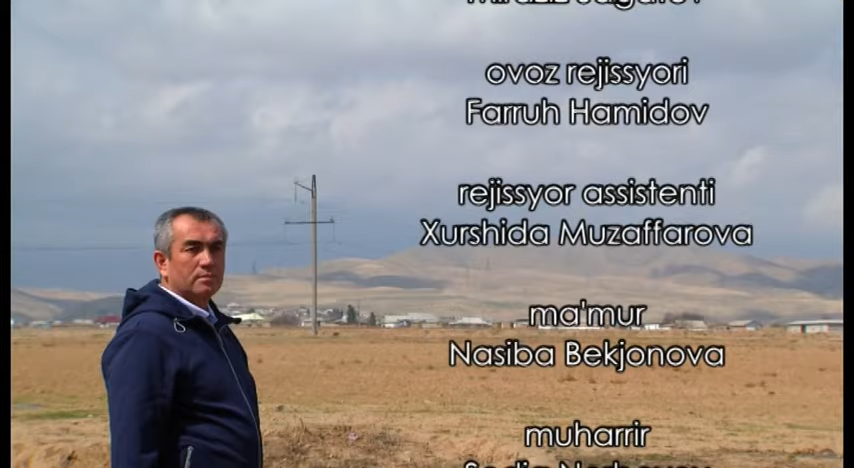 ovoz rejissyori
Farruh Hamidov
rejissyor assistenti
Xurshida Muzaffarova
ma'mur
Nasiba Bekjonova
muharrir